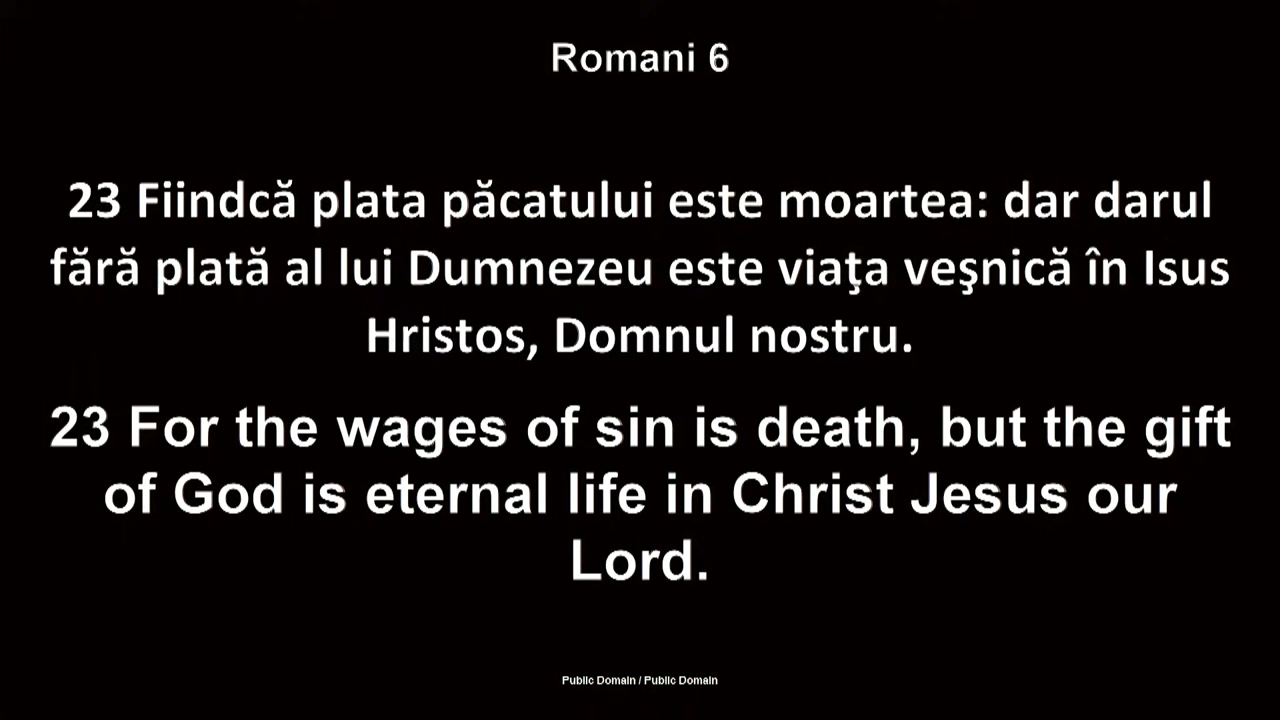 Romani 6
23 Fiindcă plata păcatului este moartea: dar darul
fără plată al lui Dumnezeu este viaţa veşnică în Isus
Hristos, Domnul nostru.
23 For the wages of sin is death, but the gift
of God is eternal life in Christ Jesus our
Lord.
Public Domain / Public Domain